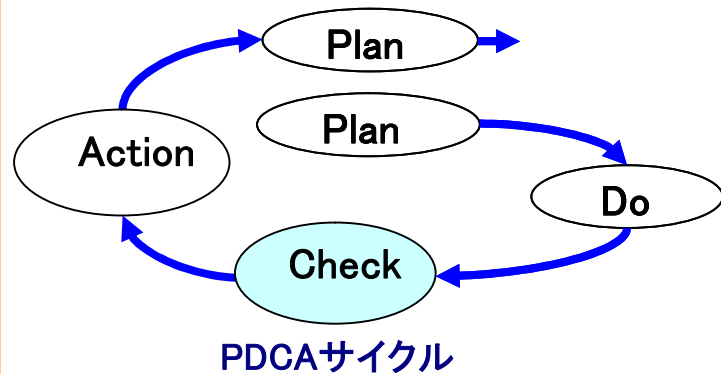 Plan
Plan
Action
Do
Check
PDCAサイクル